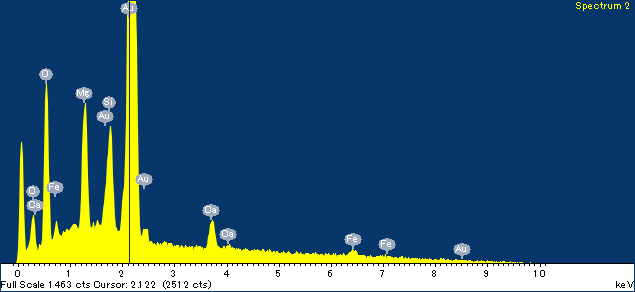 Spectrum 2
Au
O
Mg
Si
Au
Au
Fe
C
Ca
Ca
Ca
Fe
Fe
Au
0 1 2 3 4 5 6 7 8 9 10
Full Scale 1463 cts Cursor: 2.122 (2512 cts) keV